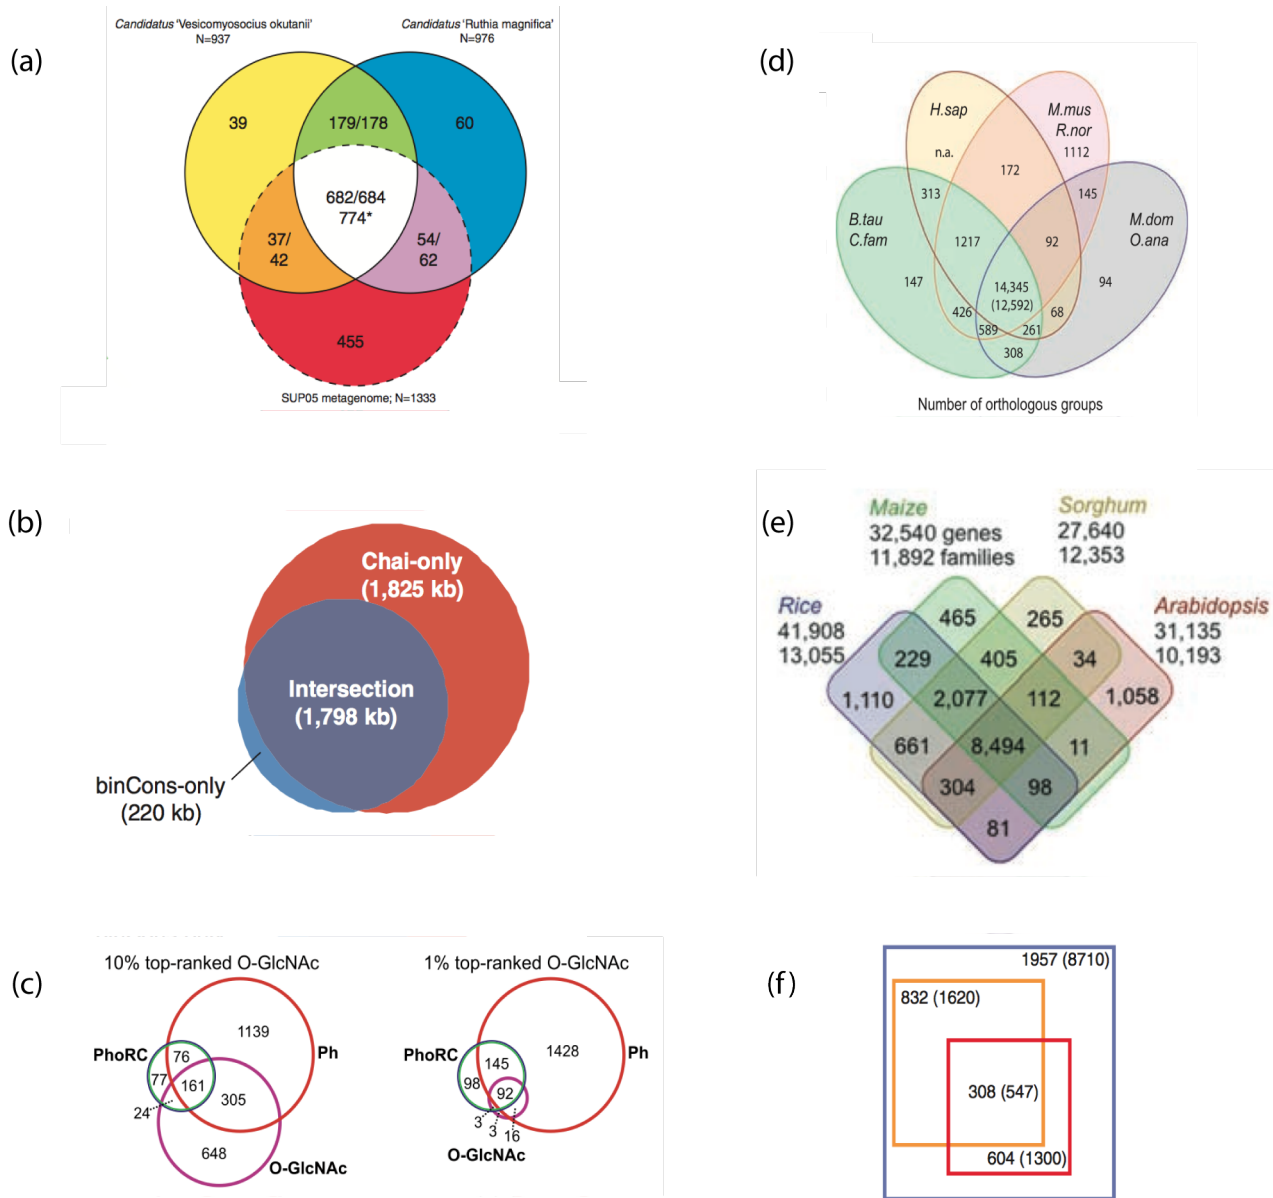 (a)
Candidatus 'Vesicomyosocius okutanii'
N=937
Candidatus 'Ruthia magnifica'
N=976
39
179/178
60
682/684
774*
37/
42
54/
62
455
SUP05 metagenome; N=1333
(b)
Chai-only
(1,825 kb)
Intersection
(1,798 kb)
binCons-only
(220 kb)
(c)
10% top-ranked O-GlcNAc
1139
PhoRC
76
Ph
77
161
305
24
648
O-GlcNAc
1% top-ranked O-GlcNAc
1428
PhoRC
145
Ph
98
92
3
3
16
O-GlcNAc
(d)
H.sap
M.mus
R.nor
n.a.
1112
172
313
145
B.tau
C.fam
M.dom
O.ana
1217
92
147
14,345
(12,592)
94
426
68
589
261
308
Number of orthologous groups
(e)
Maize
32,540 genes
11,892 families
Sorghum
27,640
12,353
Rice
41,908
13,055
Arabidopsis
31,135
10,193
465
265
229
405
34
1,110
2,077
112
1,058
661
8,494
11
304
98
81
(f)
1957 (8710)
832 (1620)
308 (547)
604 (1300)